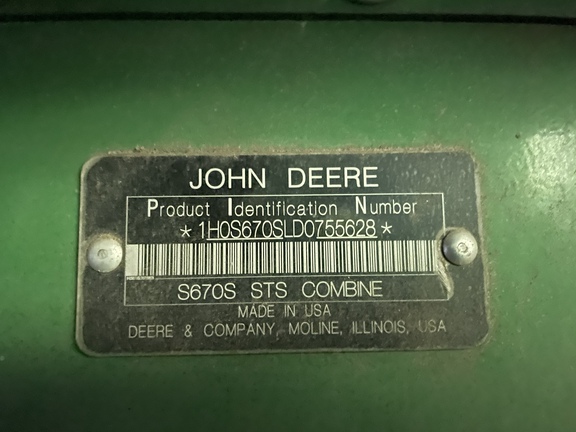 JOHN DEERE
Product Identification Number
*1H0S670SLD0755628*
S670S STS COMBINE
MADE IN USA
DEERE & COMPANY, MOLINE, ILLINOIS, USA